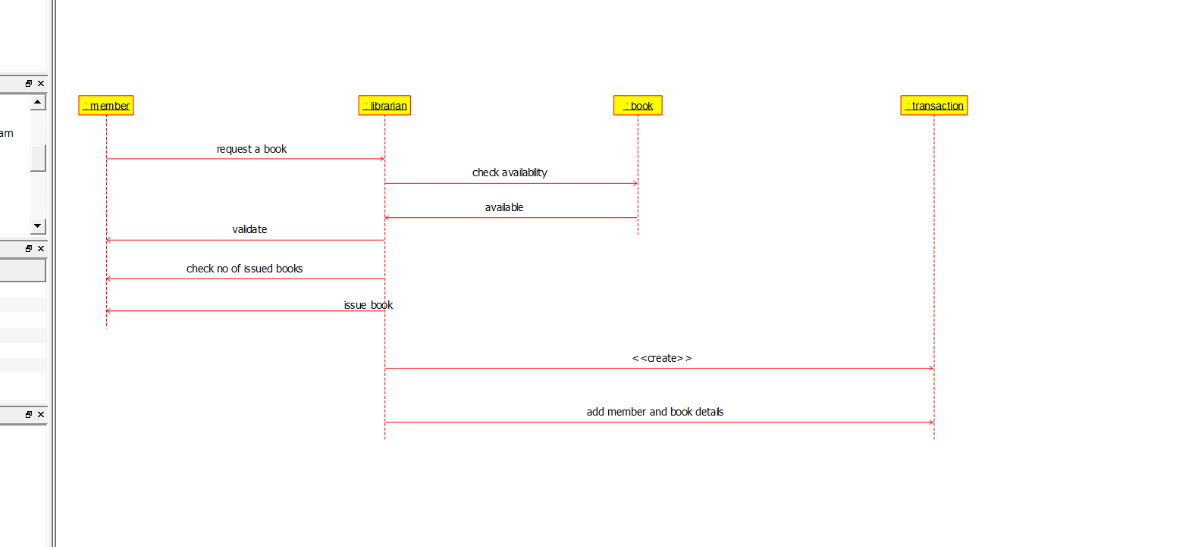 : member
: librarian
: book
: transaction
am
request a book
check availability
available
validate
check no of issued books
issue book
<<create>>
add member and book details